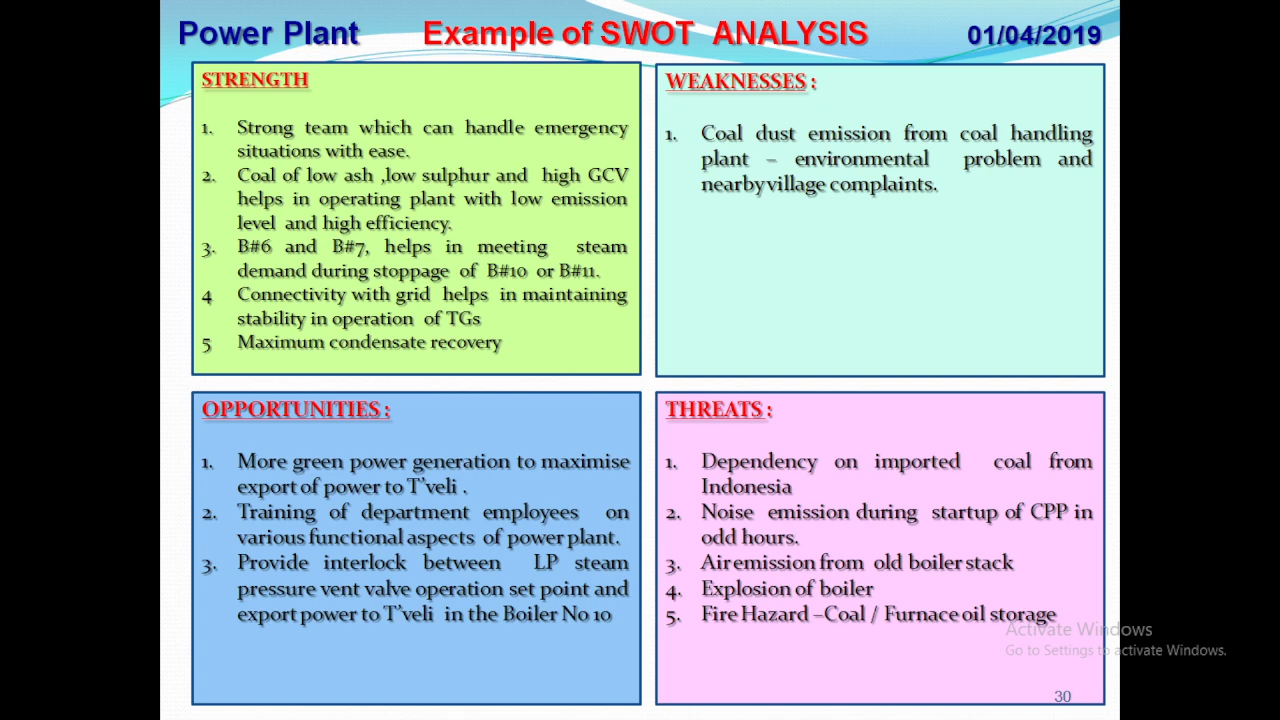 Power Plant Example of SWOT ANALYSIS 01/04/2019
STRENGTH
1. Strong team which can handle emergency
situations with ease.
2. Coal of low ash ,low sulphur and high GCV
helps in operating plant with low emission
level and high efficiency.
3. B#6 and B#7, helps in meeting steam
demand during stoppage of B#10 or B#11.
4 Connectivity with grid helps in maintaining
stability in operation of TGs
5 Maximum condensate recovery
WEAKNESSES :
1. Coal dust emission from coal handling
plant – environmental problem and
nearby village complaints.
OPPORTUNITIES :
1. More green power generation to maximise
export of power to T'veli .
2. Training of department employees on
various functional aspects of power plant.
3. Provide interlock between LP steam
pressure vent valve operation set point and
export power to T'veli in the Boiler No 10
THREATS :
1. Dependency on imported coal from
Indonesia
2. Noise emission during startup of CPP in
odd hours.
3. Air emission from old boiler stack
4. Explosion of boiler
5. Fire Hazard –Coal / Furnace oil storage
Activate Windows
Go to Settings to activate Windows.
30